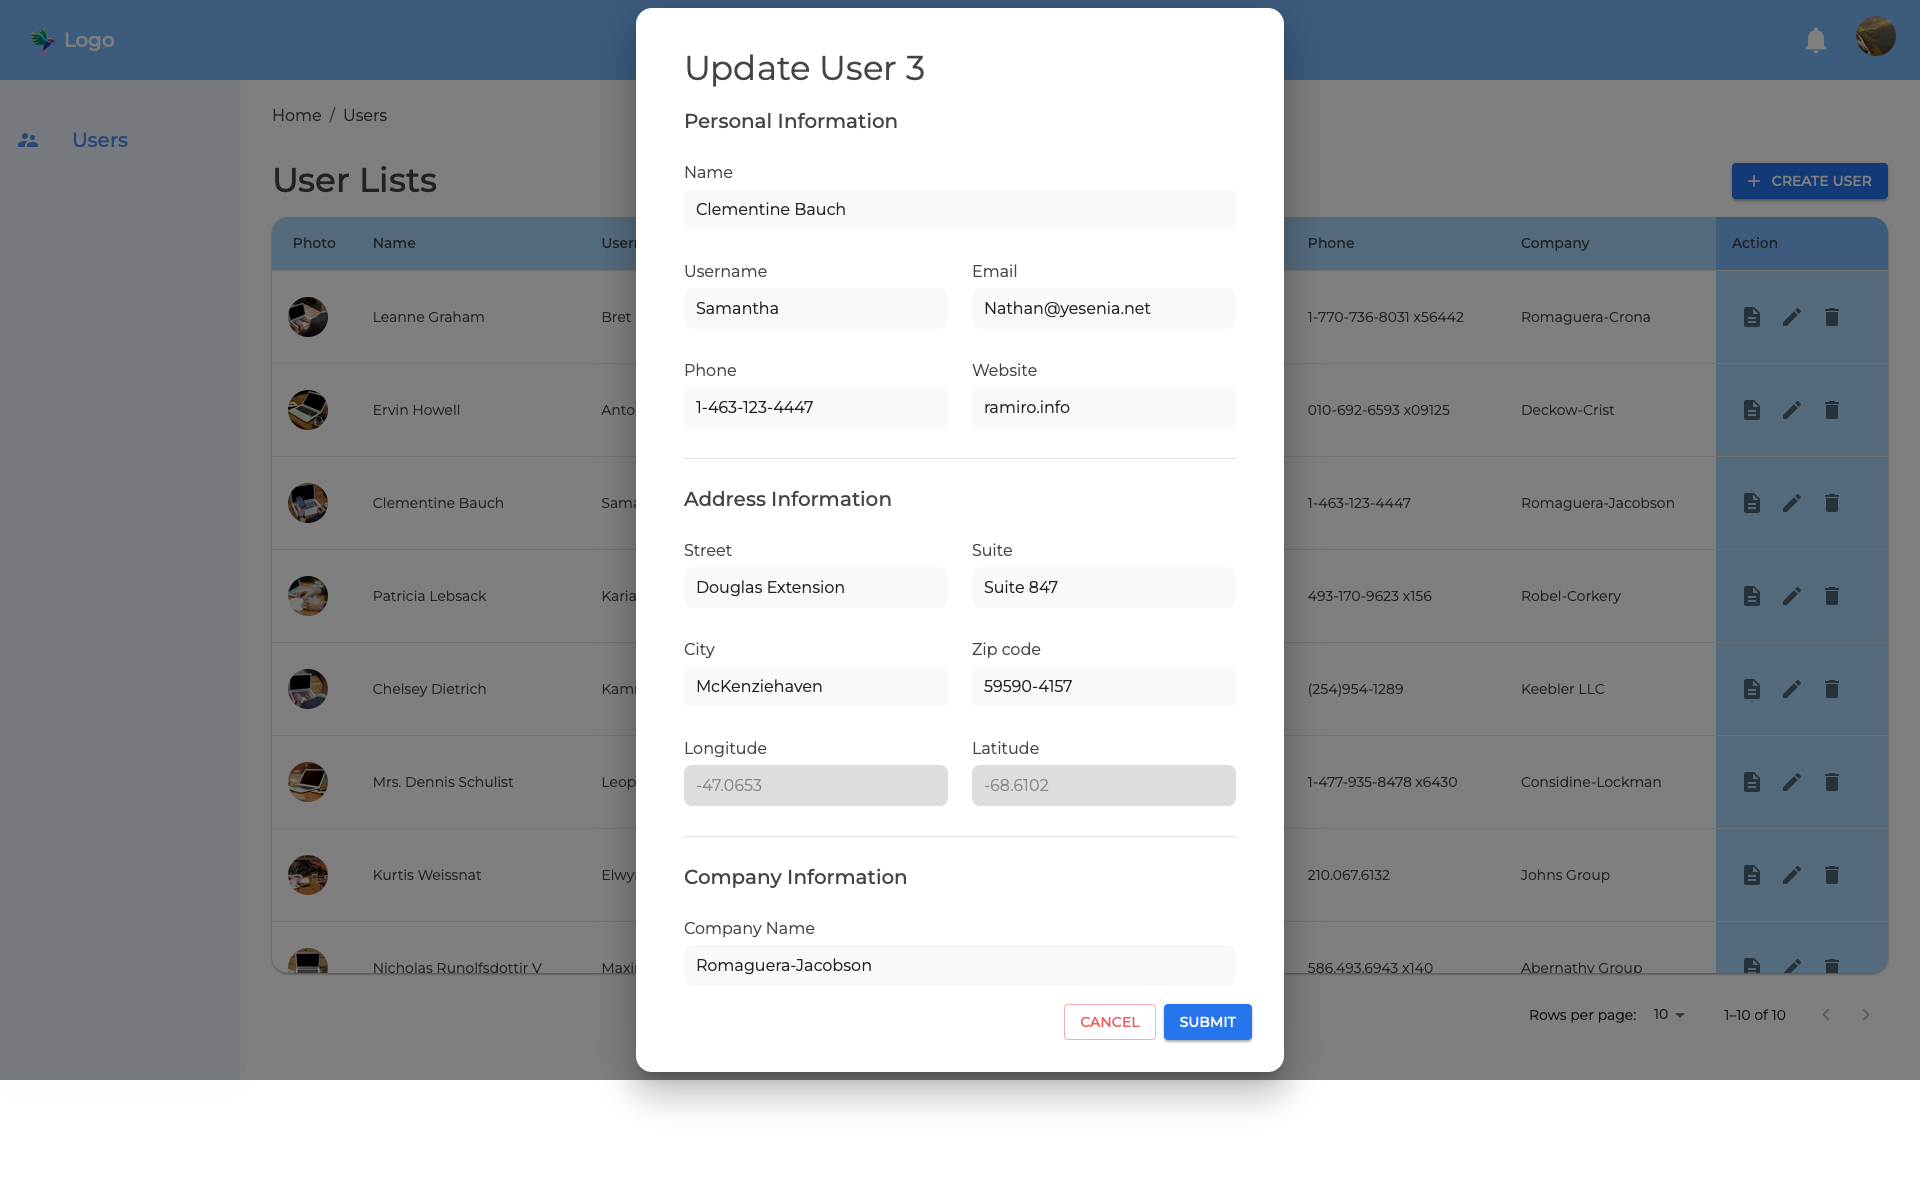 Logo
Users
Home / Users
User Lists
CREATE USER
Photo Name Phone Company Action
Leanne Graham Bret 1-770-736-8031 x56442 Romaguera-Crona
Ervin Howell Anto 010-692-6593 x09125 Deckow-Crist
Clementine Bauch Sama 1-463-123-4447 Romaguera-Jacobson
Patricia Lebsack Karia 493-170-9623 x156 Robel-Corkery
Chelsey Dietrich Kam (254)954-1289 Keebler LLC
Mrs. Dennis Schulist Leop 1-477-935-8478 x6430 Considine-Lockman
Kurtis Weissnat Elwy 210.067.6132 Johns Group
Nicholas Runolfsdottir V Maxi 586.493.6943 x140 Abernathy Group
Rows per page: 10 1–10 of 10
Update User 3
Personal Information
Name
Clementine Bauch
Username Email
Samantha Nathan@yesenia.net
Phone Website
1-463-123-4447 ramiro.info
Address Information
Street Suite
Douglas Extension Suite 847
City Zip code
McKenziehaven 59590-4157
Longitude Latitude
-47.0653 -68.6102
Company Information
Company Name
Romaguera-Jacobson
CANCEL SUBMIT